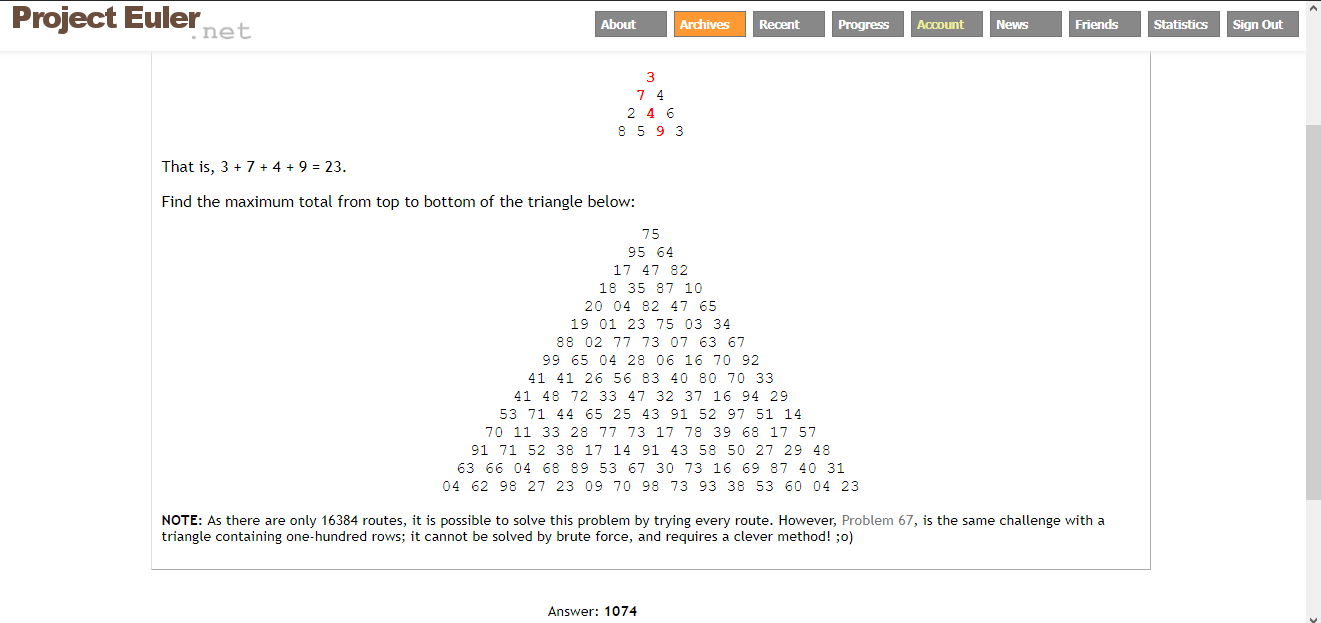 Project Euler
.net
About Archives Recent Progress Account News Friends Statistics Sign Out
3
7 4
2 4 6
8 5 9 3
That is, 3 + 7 + 4 + 9 = 23.
Find the maximum total from top to bottom of the triangle below:
75
95 64
17 47 82
18 35 87 10
20 04 82 47 65
19 01 23 75 03 34
88 02 77 73 07 63 67
99 65 04 28 06 16 70 92
41 41 26 56 83 40 80 70 33
41 48 72 33 47 32 37 16 94 29
53 71 44 65 25 43 91 52 97 51 14
70 11 33 28 77 73 17 78 39 68 17 57
91 71 52 38 17 14 91 43 58 50 27 29 48
63 66 04 68 89 53 67 30 73 16 69 87 40 31
04 62 98 27 23 09 70 98 73 93 38 53 60 04 23
NOTE: As there are only 16384 routes, it is possible to solve this problem by trying every route. However, Problem 67, is the same challenge with a
triangle containing one-hundred rows; it cannot be solved by brute force, and requires a clever method! ;o)
Answer: 1074